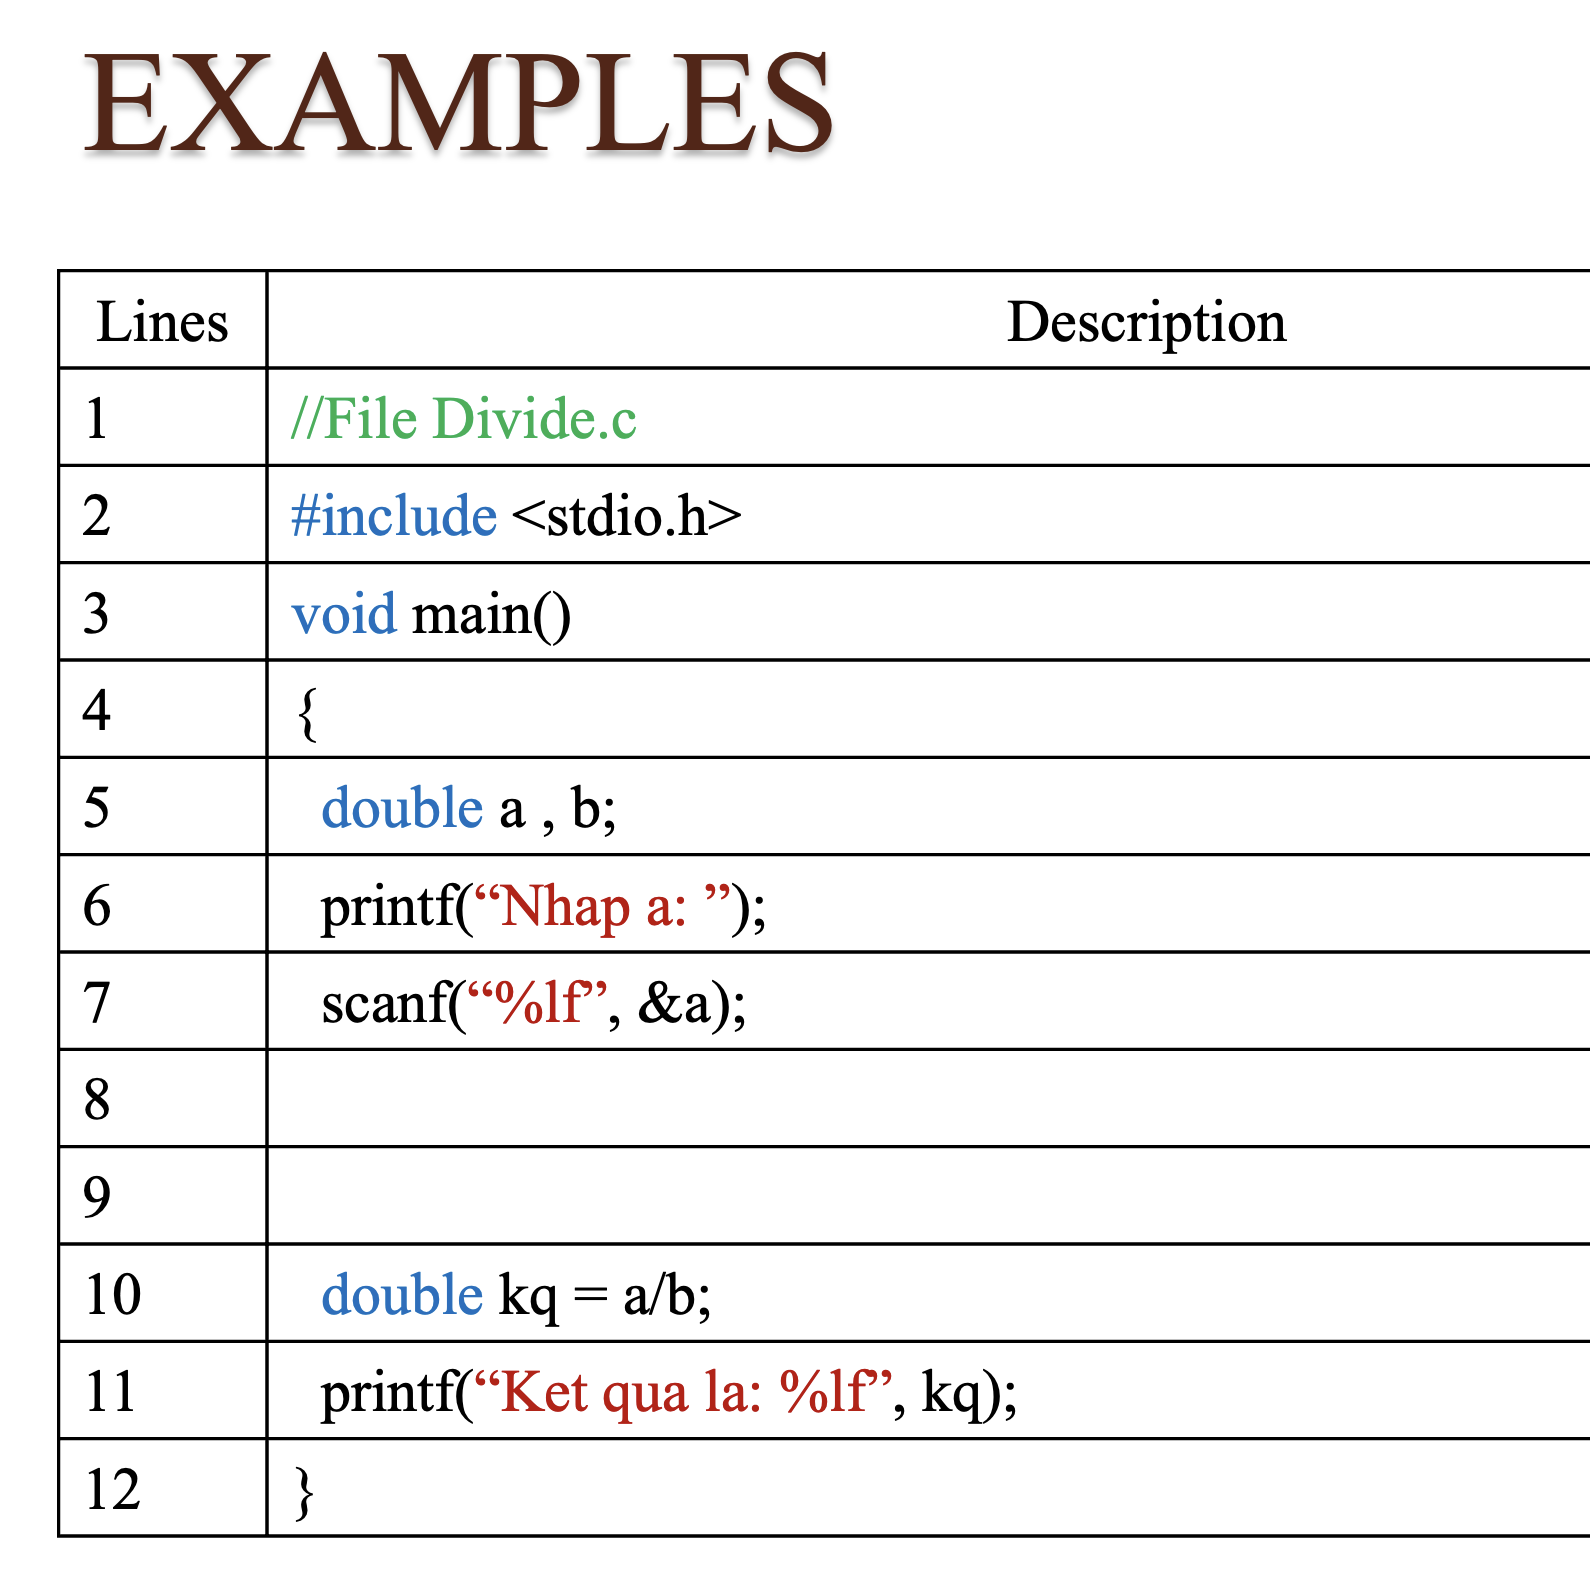 EXAMPLES
Lines Description
1 //File Divide.c
2 #include <stdio.h>
3 void main()
4 {
5 double a , b;
6 printf(“Nhap a: ”);
7 scanf(“%lf”, &a);
8
9
10 double kq = a/b;
11 printf(“Ket qua la: %lf”, kq);
12 }